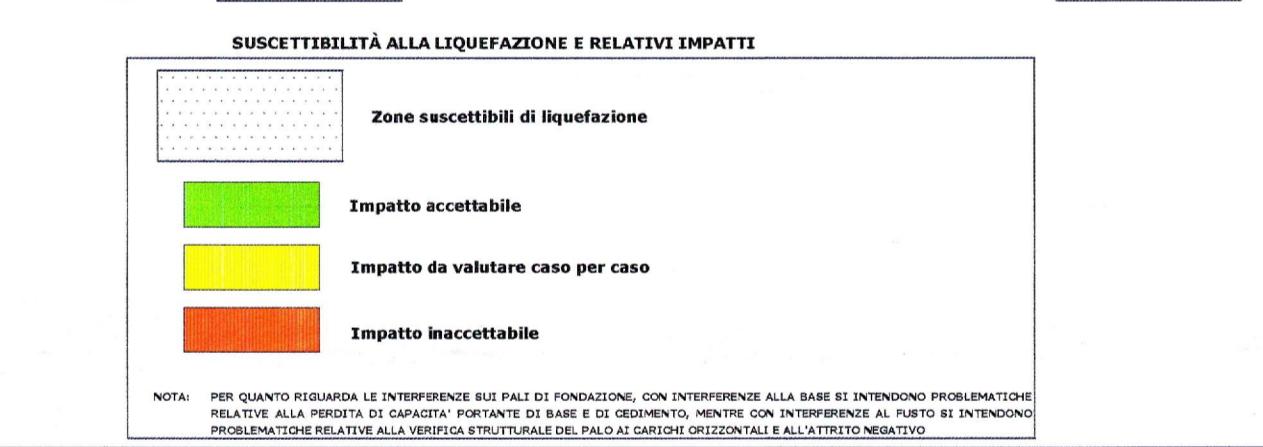 SUSCETTIBILITÀ ALLA LIQUEFAZIONE E RELATIVI IMPATTI
Zone suscettibili di liquefazione
Impatto accettabile
Impatto da valutare caso per caso
Impatto inaccettabile
NOTA: PER QUANTO RIGUARDA LE INTERFERENZE SUI PALI DI FONDAZIONE, CON INTERFERENZE ALLA BASE SI INTENDONO PROBLEMATICHE
RELATIVE ALLA PERDITA DI CAPACITA' PORTANTE DI BASE E DI CEDIMENTO, MENTRE CON INTERFERENZE AL FUSTO SI INTENDONO
PROBLEMATICHE RELATIVE ALLA VERIFICA STRUTTURALE DEL PALO AI CARICHI ORIZZONTALI E ALL'ATTRITO NEGATIVO